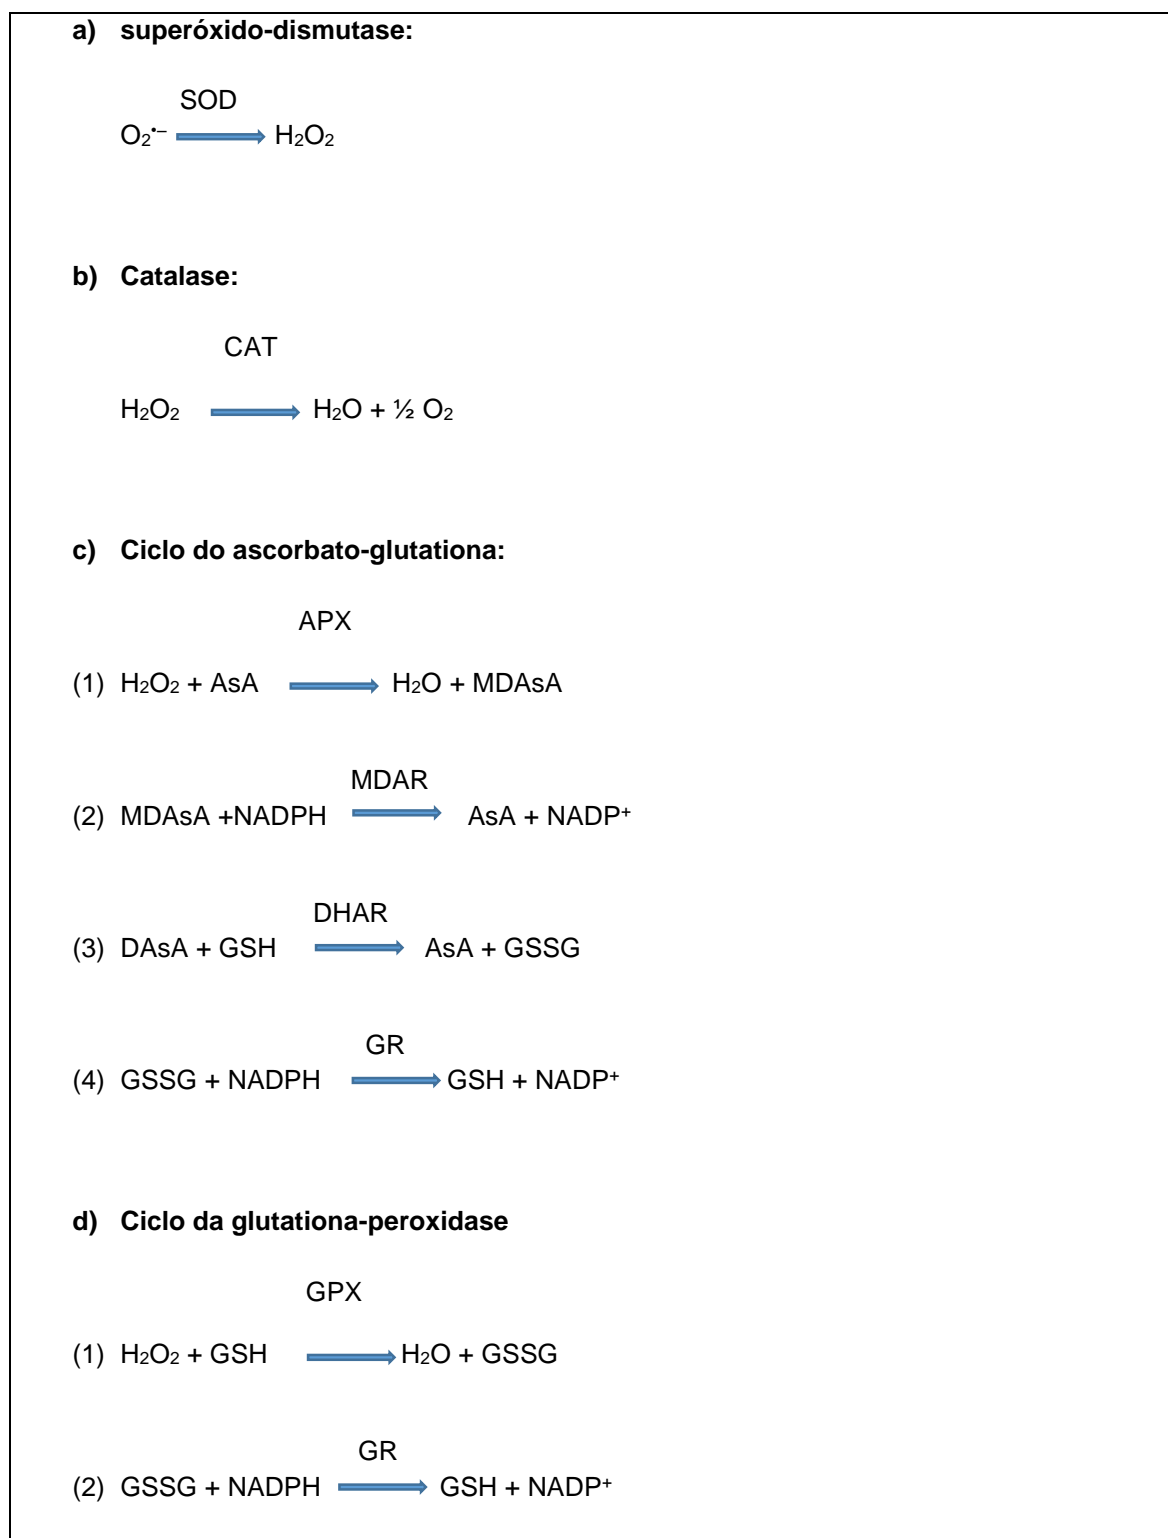 a) superóxido-dismutase:
SOD
O₂•– → H₂O₂
b) Catalase:
CAT
H₂O₂ → H₂O + ½ O₂
c) Ciclo do ascorbato-glutationa:
APX
(1) H₂O₂ + AsA → H₂O + MDAsA
MDAR
(2) MDAsA +NADPH → AsA + NADP⁺
DHAR
(3) DAsA + GSH → AsA + GSSG
GR
(4) GSSG + NADPH → GSH + NADP⁺
d) Ciclo da glutationa-peroxidase
GPX
(1) H₂O₂ + GSH → H₂O + GSSG
GR
(2) GSSG + NADPH → GSH + NADP⁺